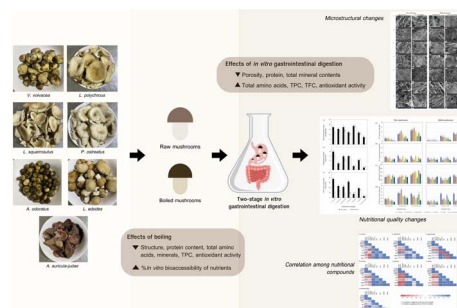 Microstructural changes
Effects of in vitro gastrointestinal digestion
▼ Porosity, protein, total mineral contents
▲ Total amino acids, TPC, TFC, antioxidant activity
V. volvacea
L. polychrous
L. squarrosulus
P. ostreatus
A. odoratus
L. edodes
A. auricula-judae
Raw mushrooms
Boiled mushrooms
Two-stage in vitro
gastrointestinal digestion
Effects of boiling
▼ Structure, protein content, total amino
acids, minerals, TPC, antioxidant activity
▲ %In vitro bioaccessibility of nutrients
Nutritional quality changes
Correlation among nutritional
compounds